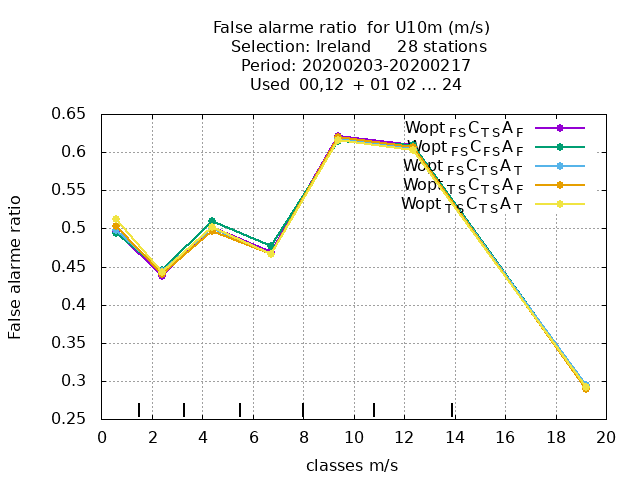 False alarme ratio  for U10m (m/s)
Selection: Ireland     28 stations
Period: 20200203-20200217
Used  00,12  + 01 02 ... 24
0.65
0.6
0.55
0.5
0.45
0.4
0.35
0.3
0.25
False alarme ratio
Wopt FS C TS A F
Wopt FS C FS A F
Wopt FS C TS A T
Wopt TS C TS A F
Wopt TS C TS A T
0 2 4 6 8 10 12 14 16 18 20
classes m/s